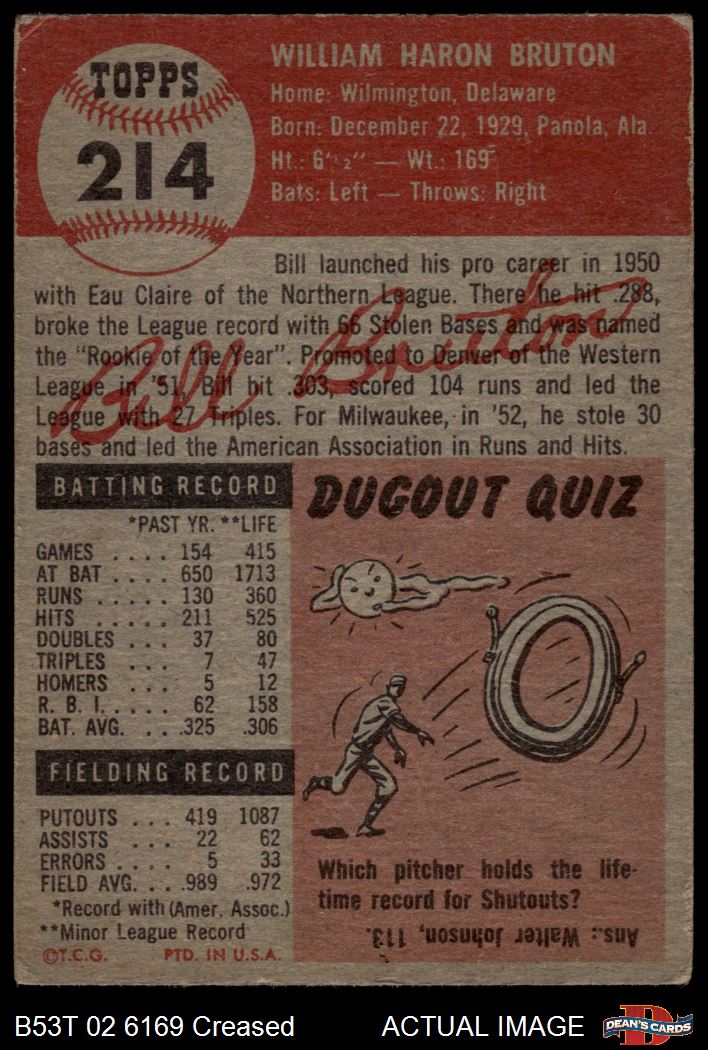 TOPPS
214
WILLIAM HARON BRUTON
Home: Wilmington, Delaware
Born: December 22, 1929, Panola, Ala.
Ht.: 6' ½" — Wt.: 169
Bats: Left — Throws: Right
Bill launched his pro career in 1950
with Eau Claire of the Northern League. There he hit .288,
broke the League record with 66 Stolen Bases and was named
the "Rookie of the Year". Promoted to Denver of the Western
League in '51, Bill hit .303, scored 104 runs and led the
League with 27 Triples. For Milwaukee, in '52, he stole 30
bases and led the American Association in Runs and Hits.
Bill Bruton
BATTING RECORD
*PAST YR. **LIFE
GAMES .... 154 415
AT BAT .... 650 1713
RUNS ..... 130 360
HITS ..... 211 525
DOUBLES .. 37 80
TRIPLES ... 7 47
HOMERS ... 5 12
R. B. I. .... 62 158
BAT. AVG. ... .325 .306
FIELDING RECORD
PUTOUTS ... 419 1087
ASSISTS .... 22 62
ERRORS .... 5 33
FIELD AVG. .. .989 .972
*Record with (Amer. Assoc.)
**Minor League Record
©T.C.G. PTD. IN U.S.A.
DUGOUT QUIZ
Which pitcher holds the life-
time record for Shutouts?
Ans.: Walter Johnson, 113.
B53T 02 6169 Creased
ACTUAL IMAGE
D
DEAN'S CARDS